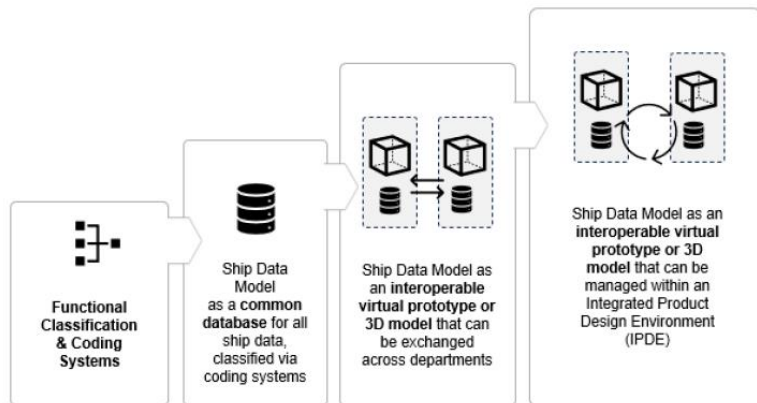 Functional
Classification
& Coding
Systems
Ship Data
Model
as a common
database for all
ship data,
classified via
coding systems
Ship Data Model as
an interoperable
virtual prototype or
3D model that can
be exchanged
across departments
Ship Data Model as an
interoperable virtual
prototype or 3D
model that can be
managed within an
Integrated Product
Design Environment
(IPDE)